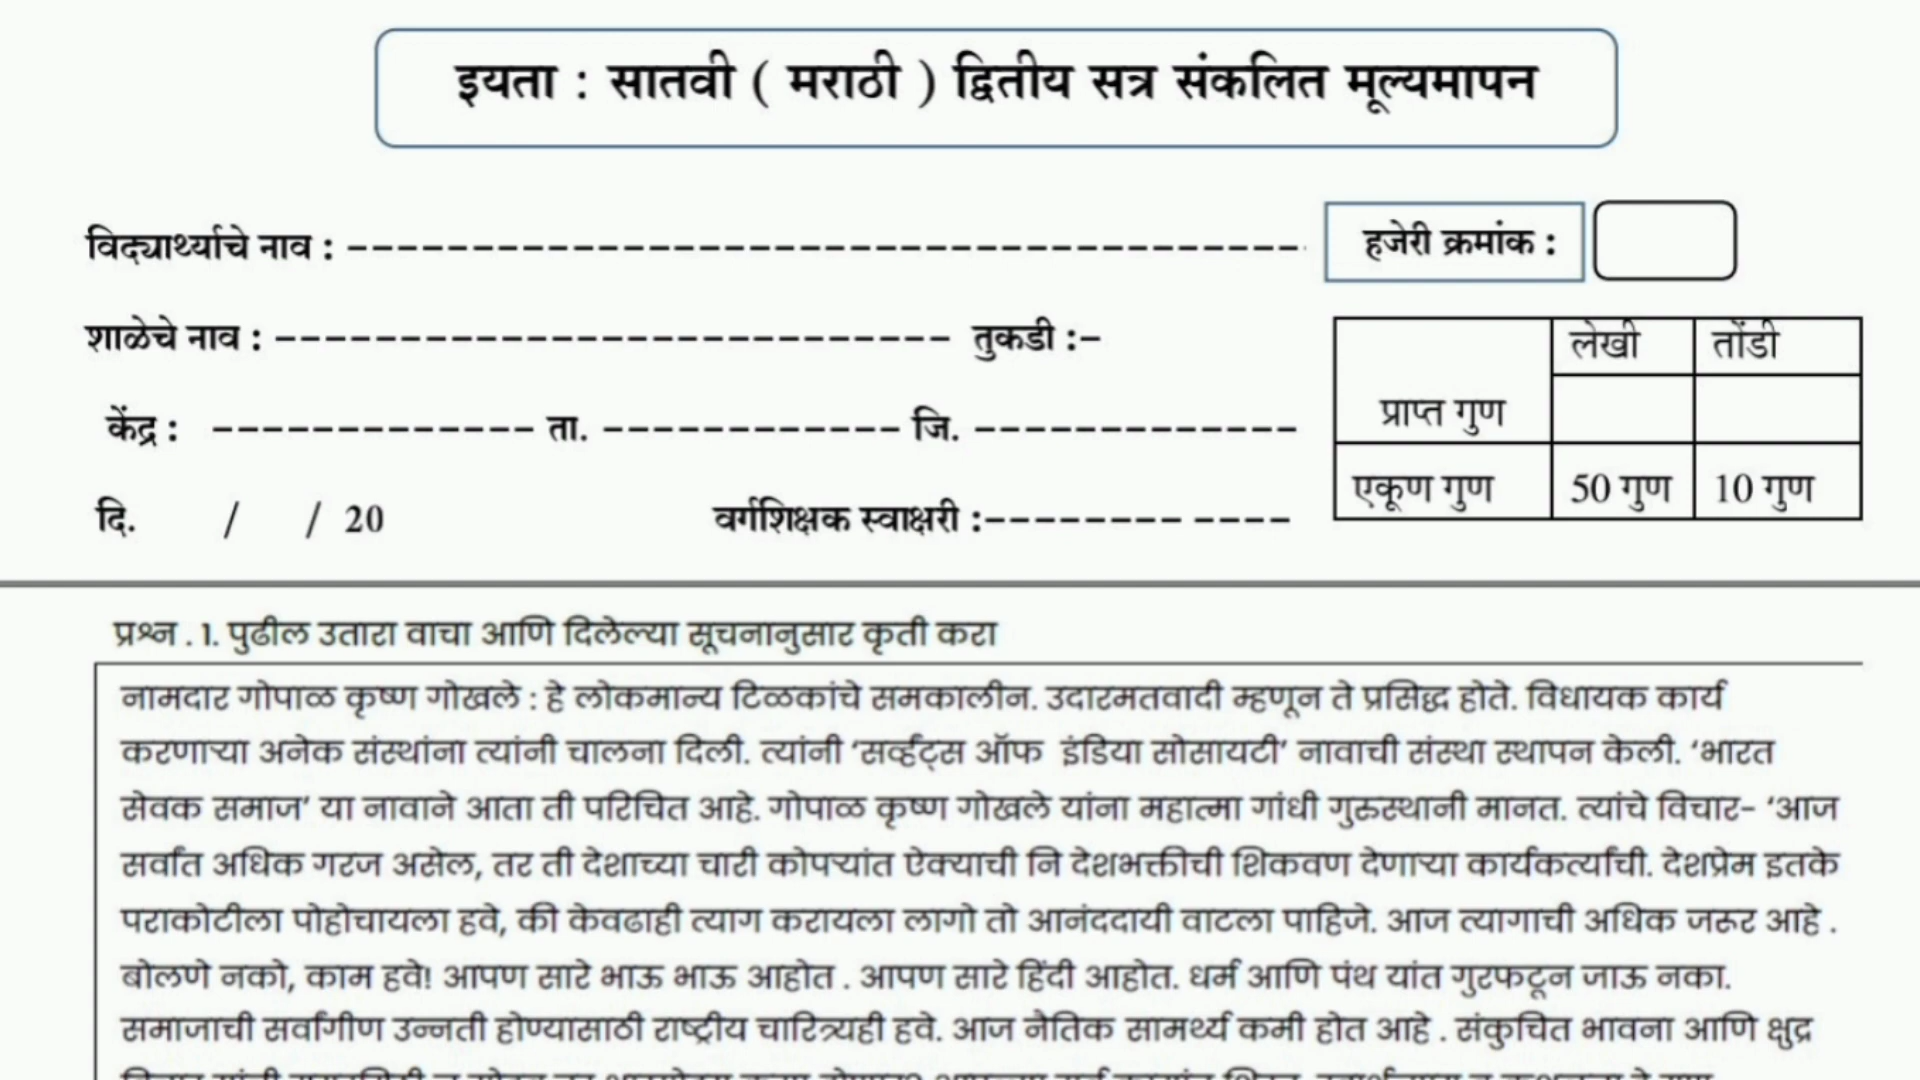 इयता : सातवी ( मराठी ) द्वितीय सत्र संकलित मूल्यमापन
विद्यार्थ्याचे नाव : ---------------------------------------
हजेरी क्रमांक :
शाळेचे नाव : --------------------------- तुकडी :-
लेखी तोंडी
प्राप्त गुण
केंद्र : ------------- ता. ------------ जि. -------------
एकूण गुण 50 गुण 10 गुण
दि. / / 20 वर्गशिक्षक स्वाक्षरी :-------- ----
प्रश्न . 1. पुढील उतारा वाचा आणि दिलेल्या सूचनानुसार कृती करा
नामदार गोपाळ कृष्ण गोखले : हे लोकमान्य टिळकांचे समकालीन. उदारमतवादी म्हणून ते प्रसिद्ध होते. विधायक कार्य
करणाऱ्या अनेक संस्थांना त्यांनी चालना दिली. त्यांनी ‘सर्व्हंट्स ऑफ इंडिया सोसायटी’ नावाची संस्था स्थापन केली. ‘भारत
सेवक समाज’ या नावाने आता ती परिचित आहे. गोपाळ कृष्ण गोखले यांना महात्मा गांधी गुरुस्थानी मानत. त्यांचे विचार- ‘आज
सर्वांत अधिक गरज असेल, तर ती देशाच्या चारी कोपऱ्यांत ऐक्याची नि देशभक्तीची शिकवण देणाऱ्या कार्यकर्त्यांची. देशप्रेम इतके
पराकोटीला पोहोचायला हवे, की केवढाही त्याग करायला लागो तो आनंददायी वाटला पाहिजे. आज त्यागाची अधिक जरूर आहे .
बोलणे नको, काम हवे! आपण सारे भाऊ भाऊ आहोत . आपण सारे हिंदी आहोत. धर्म आणि पंथ यांत गुरफटून जाऊ नका.
समाजाची सर्वांगीण उन्नती होण्यासाठी राष्ट्रीय चारित्र्यही हवे. आज नैतिक सामर्थ्य कमी होत आहे . संकुचित भावना आणि क्षुद्र